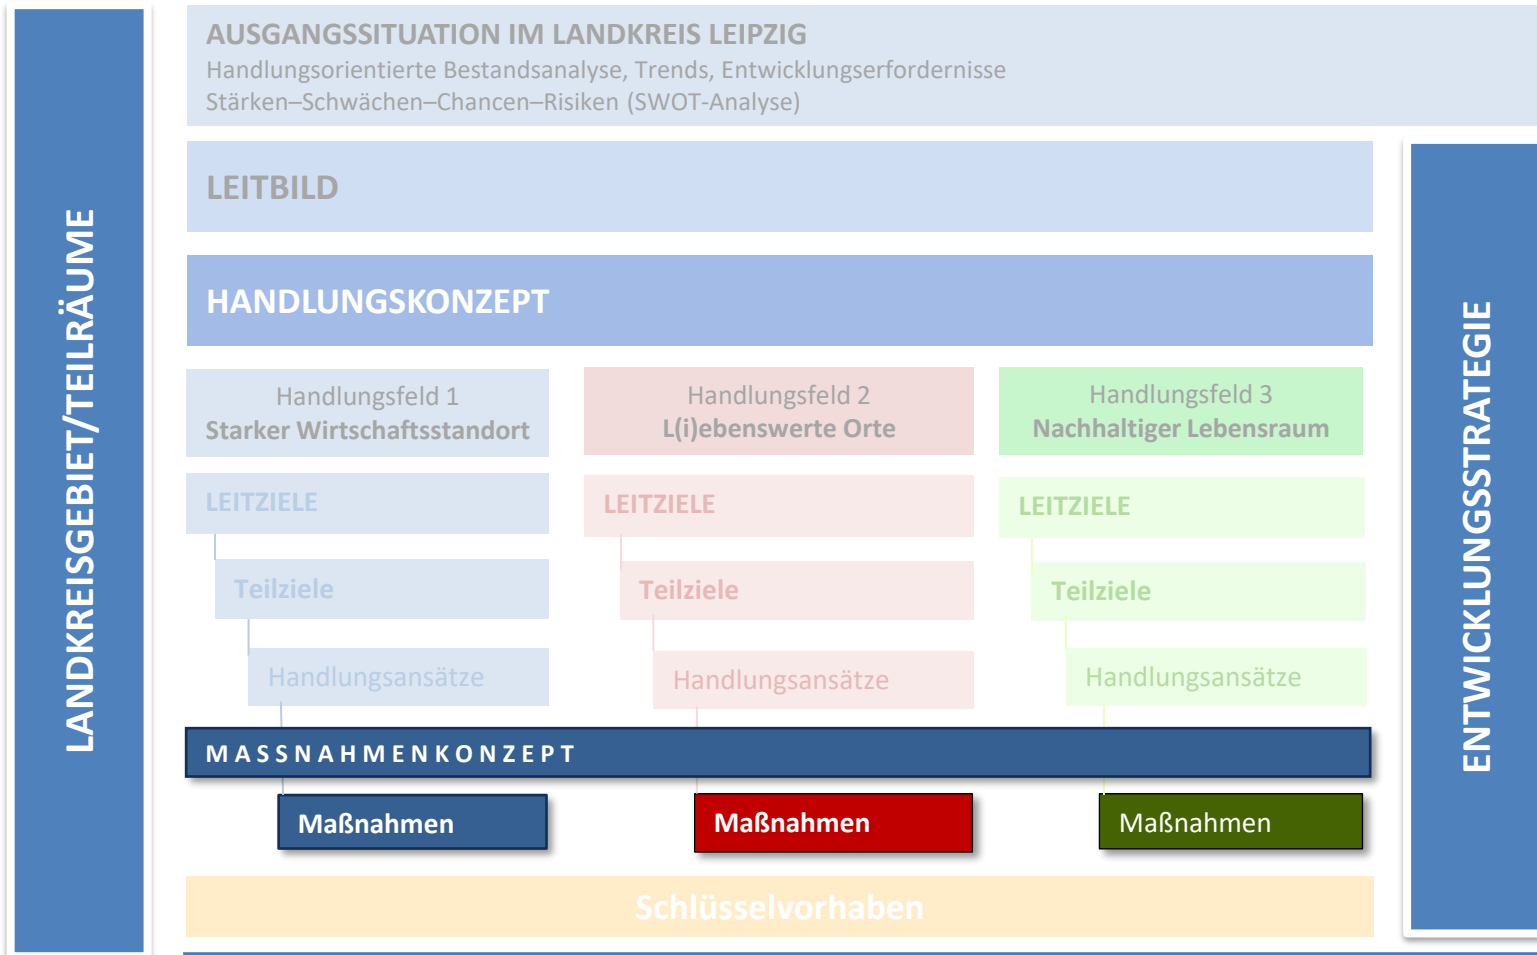 LANDKREISGEBIET/TEILRÄUME
AUSGANGSSITUATION IM LANDKREIS LEIPZIG
Handlungsorientierte Bestandsanalyse, Trends, Entwicklungserfordernisse
Stärken–Schwächen–Chancen–Risiken (SWOT-Analyse)
LEITBILD
HANDLUNGSKONZEPT
Handlungsfeld 1
Starker Wirtschaftsstandort
LEITZIELE
Teilziele
Handlungsansätze
Handlungsfeld 2
L(i)ebenswerte Orte
LEITZIELE
Teilziele
Handlungsansätze
Handlungsfeld 3
Nachhaltiger Lebensraum
LEITZIELE
Teilziele
Handlungsansätze
MASSNAHMENKONZEPT
Maßnahmen
Maßnahmen
Maßnahmen
Schlüsselvorhaben
ENTWICKLUNGSSTRATEGIE